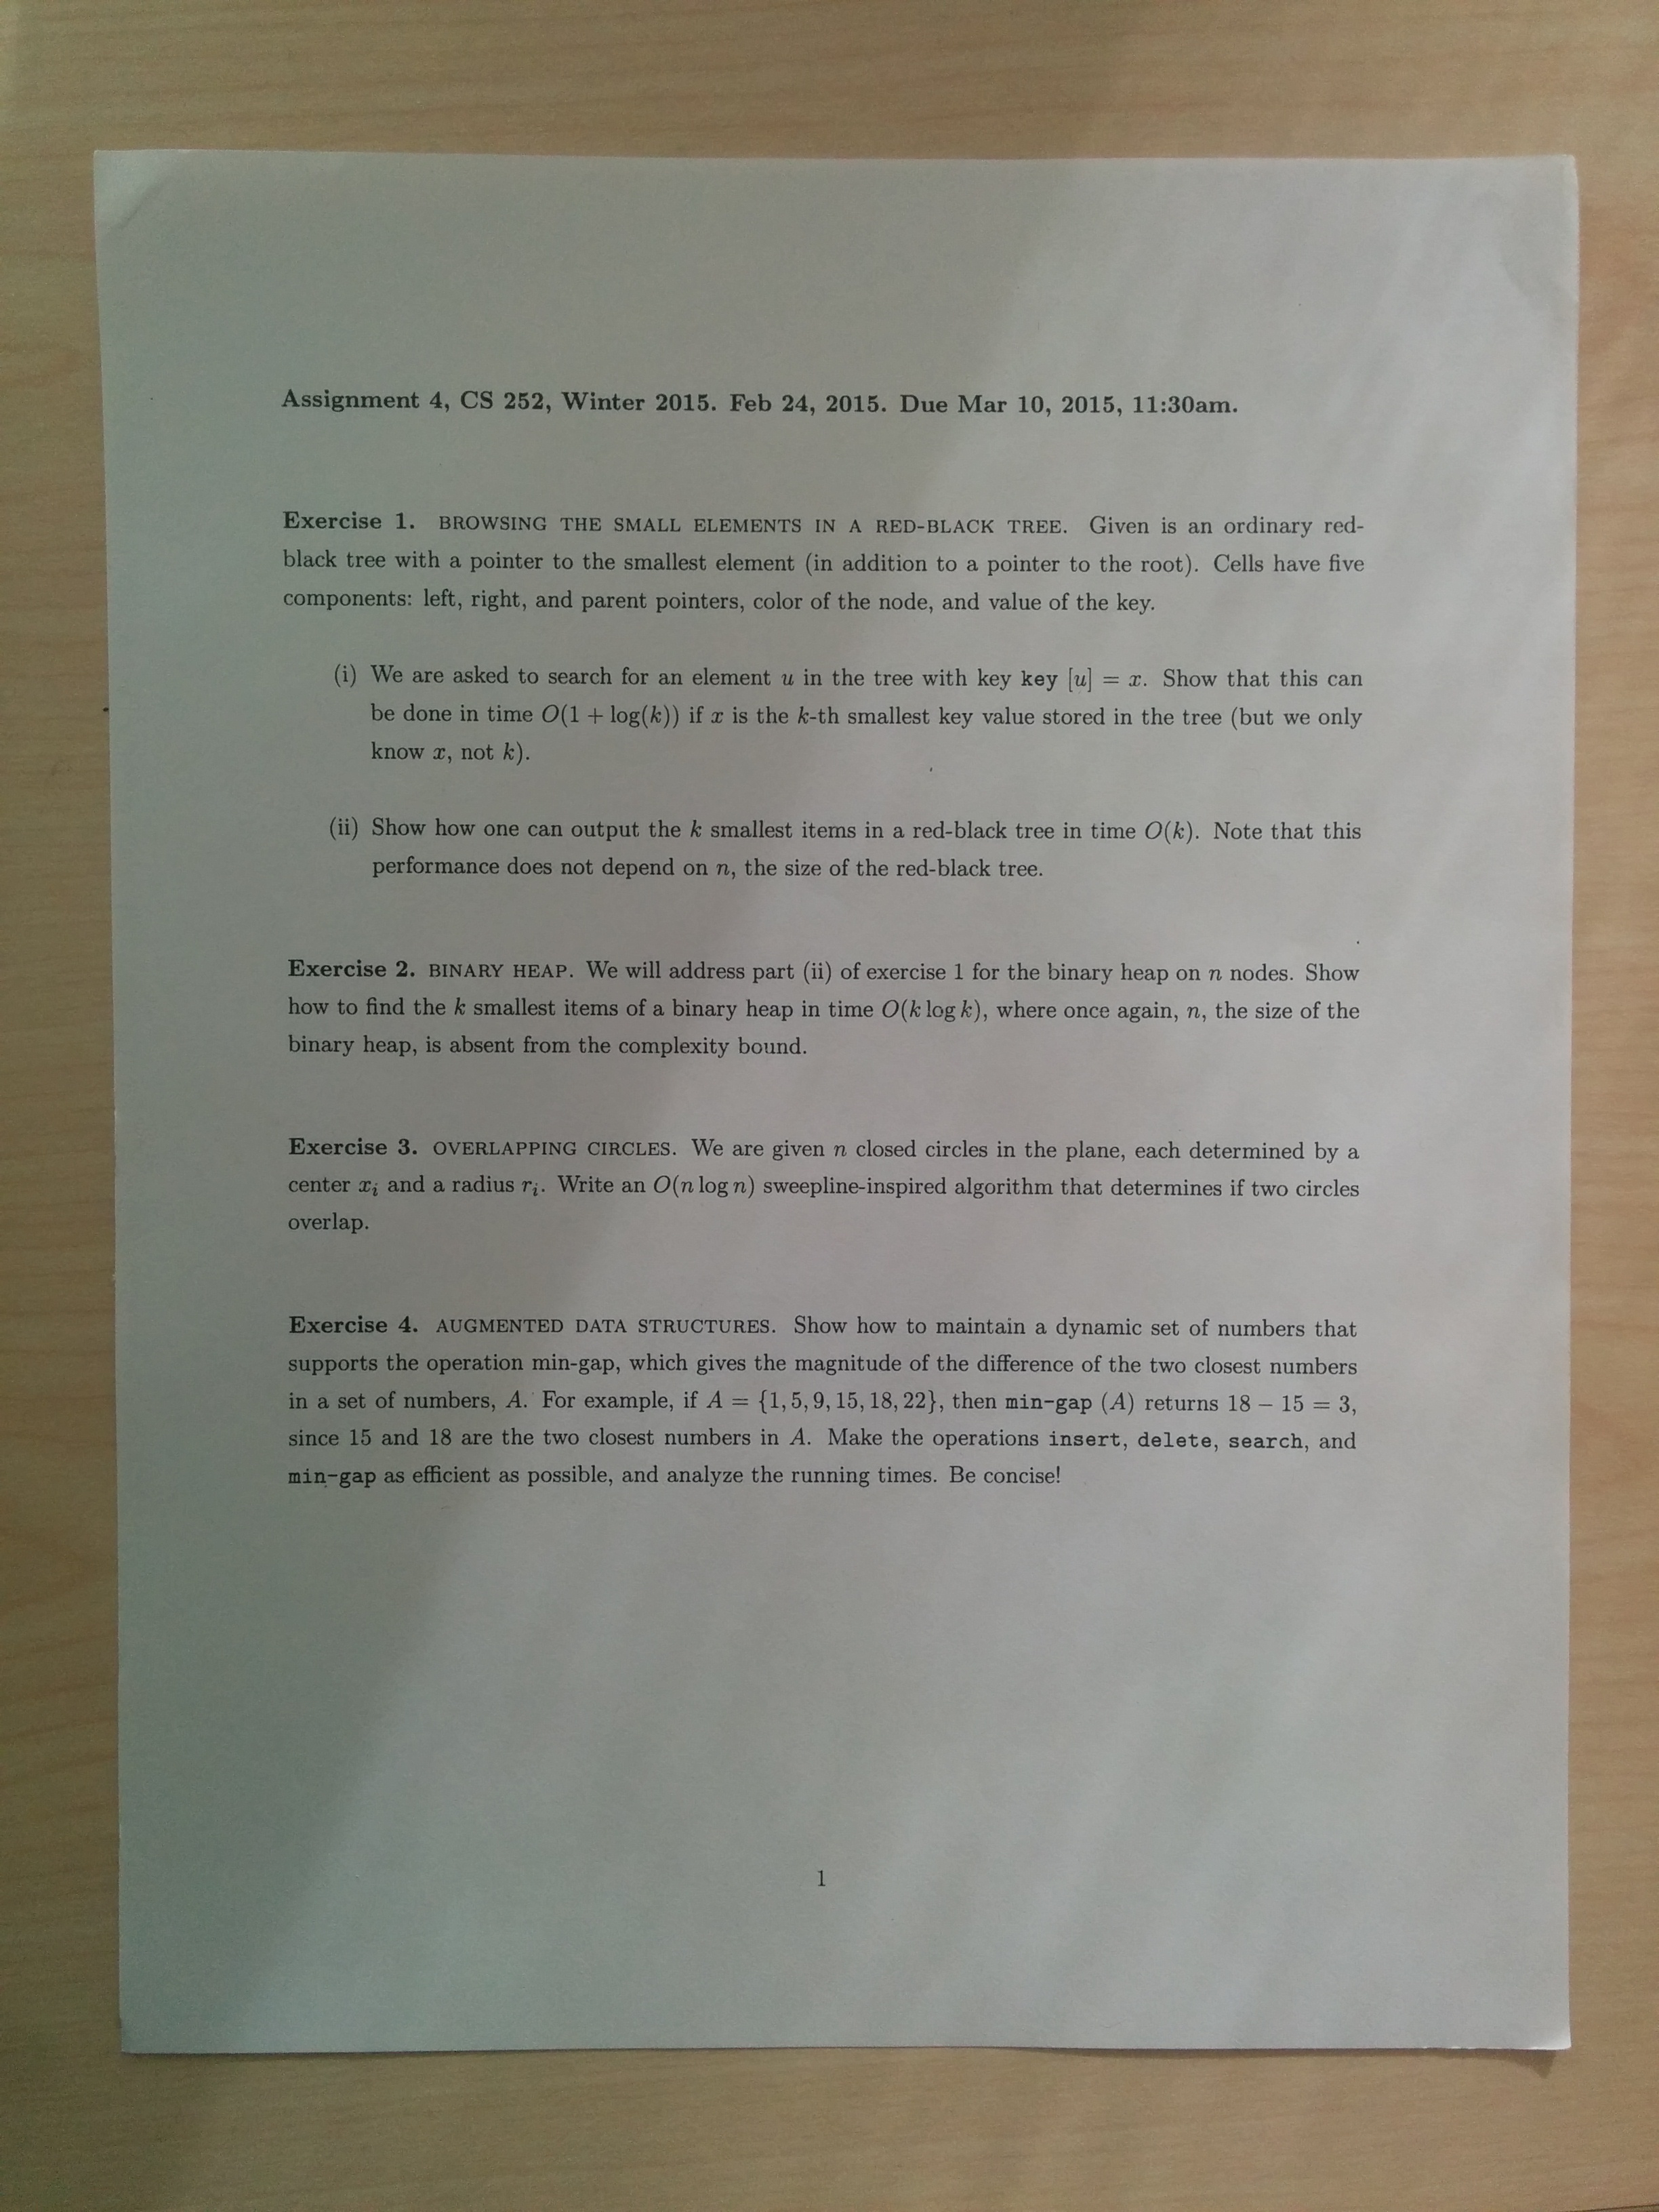 Assignment 4, CS 252, Winter 2015. Feb 24, 2015. Due Mar 10, 2015, 11:30am.
Exercise 1. BROWSING THE SMALL ELEMENTS IN A RED-BLACK TREE. Given is an ordinary red-
black tree with a pointer to the smallest element (in addition to a pointer to the root). Cells have five
components: left, right, and parent pointers, color of the node, and value of the key.
(i) We are asked to search for an element u in the tree with key key [u] = x. Show that this can
be done in time O(1 + log(k)) if x is the k-th smallest key value stored in the tree (but we only
know x, not k).
(ii) Show how one can output the k smallest items in a red-black tree in time O(k). Note that this
performance does not depend on n, the size of the red-black tree.
Exercise 2. BINARY HEAP. We will address part (ii) of exercise 1 for the binary heap on n nodes. Show
how to find the k smallest items of a binary heap in time O(k log k), where once again, n, the size of the
binary heap, is absent from the complexity bound.
Exercise 3. OVERLAPPING CIRCLES. We are given n closed circles in the plane, each determined by a
center xᵢ and a radius rᵢ. Write an O(n log n) sweepline-inspired algorithm that determines if two circles
overlap.
Exercise 4. AUGMENTED DATA STRUCTURES. Show how to maintain a dynamic set of numbers that
supports the operation min-gap, which gives the magnitude of the difference of the two closest numbers
in a set of numbers, A. For example, if A = {1, 5, 9, 15, 18, 22}, then min-gap (A) returns 18 − 15 = 3,
since 15 and 18 are the two closest numbers in A. Make the operations insert, delete, search, and
min-gap as efficient as possible, and analyze the running times. Be concise!
1